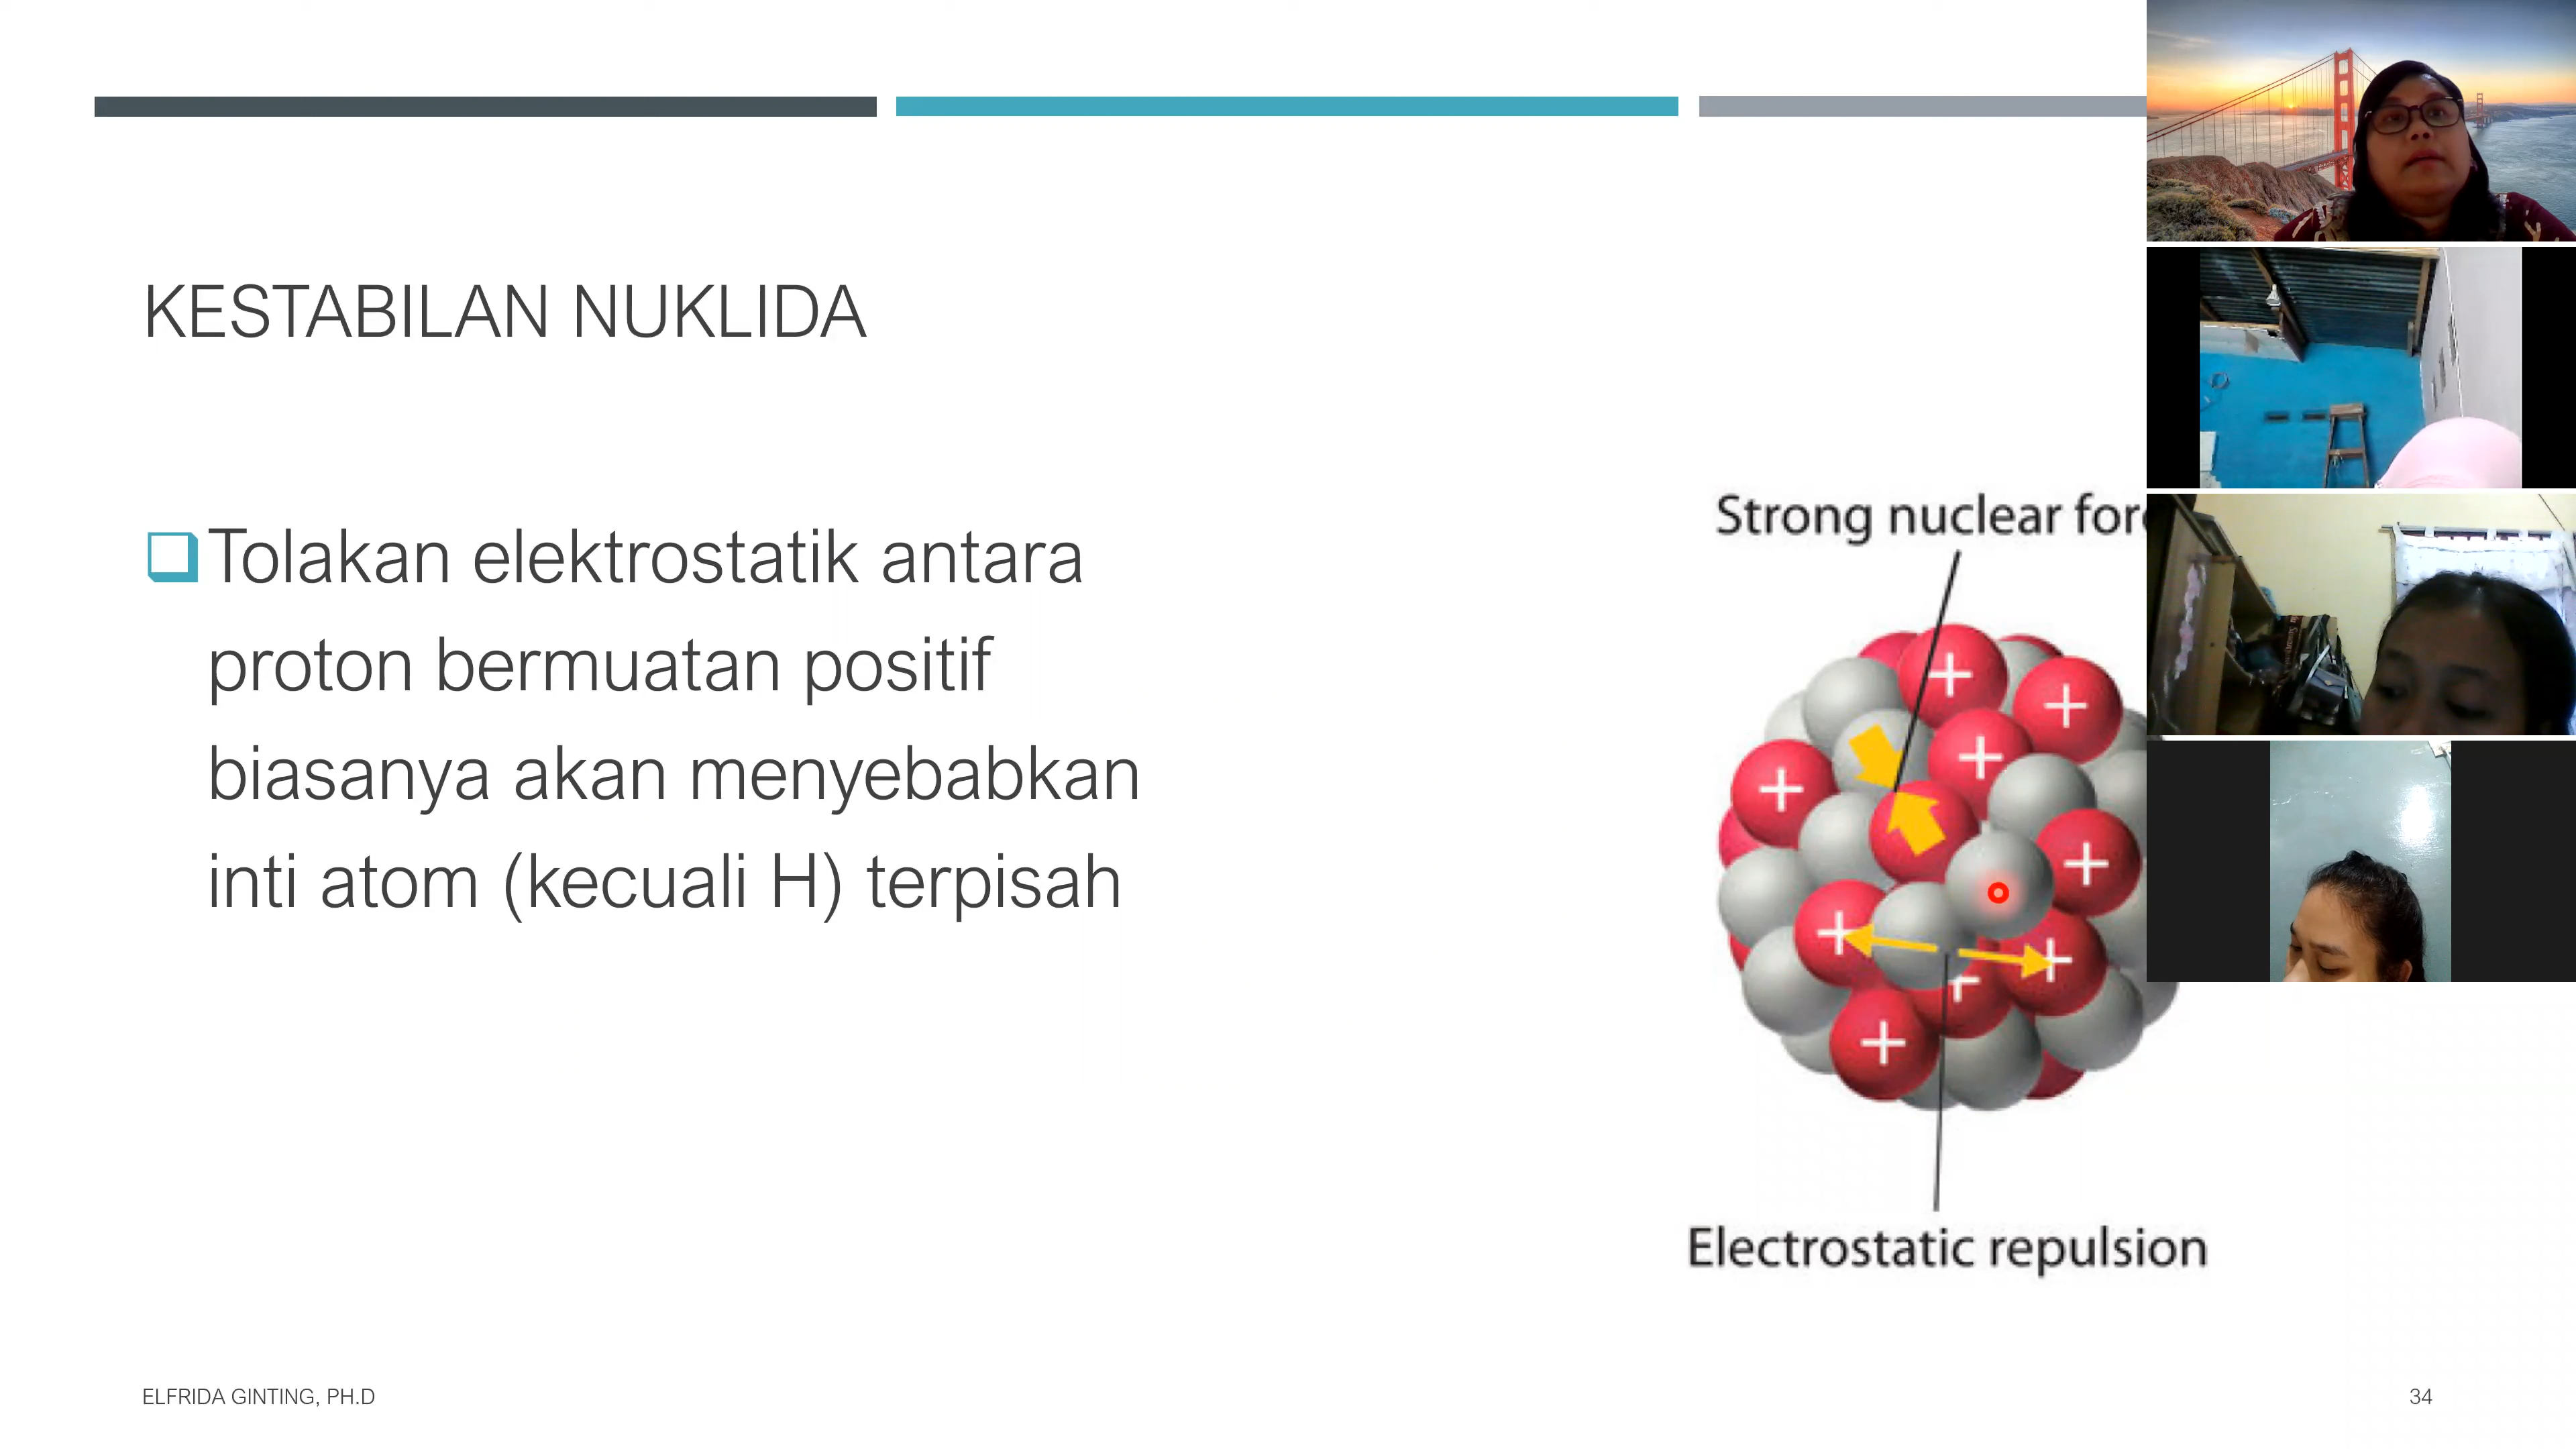 KESTABILAN NUKLIDA
Tolakan elektrostatik antara
proton bermuatan positif
biasanya akan menyebabkan
inti atom (kecuali H) terpisah
Strong nuclear for
+
+
+
+
+
+
+
+
+
Electrostatic repulsion
ELFRIDA GINTING, PH.D
34